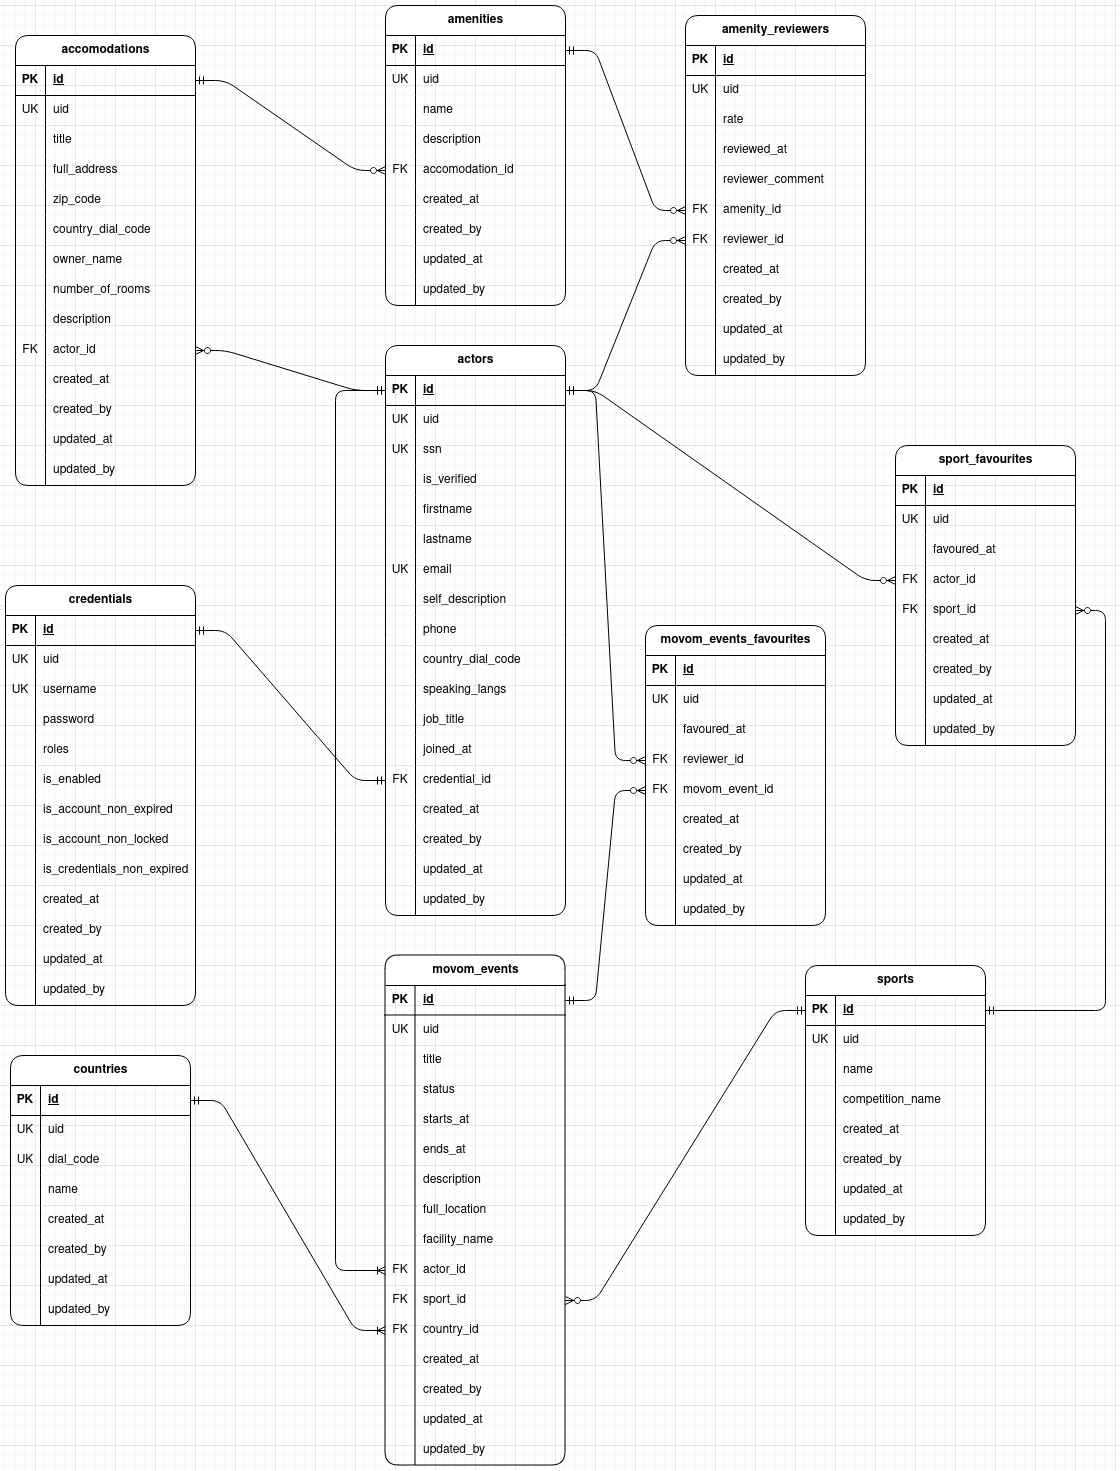 accomodations
PK id
UK uid
title
full_address
zip_code
country_dial_code
owner_name
number_of_rooms
description
FK actor_id
created_at
created_by
updated_at
updated_by
amenities
PK id
UK uid
name
description
FK accomodation_id
created_at
created_by
updated_at
updated_by
amenity_reviewers
PK id
UK uid
rate
reviewed_at
reviewer_comment
FK amenity_id
FK reviewer_id
created_at
created_by
updated_at
updated_by
actors
PK id
UK uid
UK ssn
is_verified
firstname
lastname
UK email
self_description
phone
country_dial_code
speaking_langs
job_title
joined_at
FK credential_id
created_at
created_by
updated_at
updated_by
sport_favourites
PK id
UK uid
favoured_at
FK actor_id
FK sport_id
created_at
created_by
updated_at
updated_by
credentials
PK id
UK uid
UK username
password
roles
is_enabled
is_account_non_expired
is_account_non_locked
is_credentials_non_expired
created_at
created_by
updated_at
updated_by
movom_events_favourites
PK id
UK uid
favoured_at
FK reviewer_id
FK movom_event_id
created_at
created_by
updated_at
updated_by
movom_events
PK id
UK uid
title
status
starts_at
ends_at
description
full_location
facility_name
FK actor_id
FK sport_id
FK country_id
created_at
created_by
updated_at
updated_by
sports
PK id
UK uid
name
competition_name
created_at
created_by
updated_at
updated_by
countries
PK id
UK uid
UK dial_code
name
created_at
created_by
updated_at
updated_by